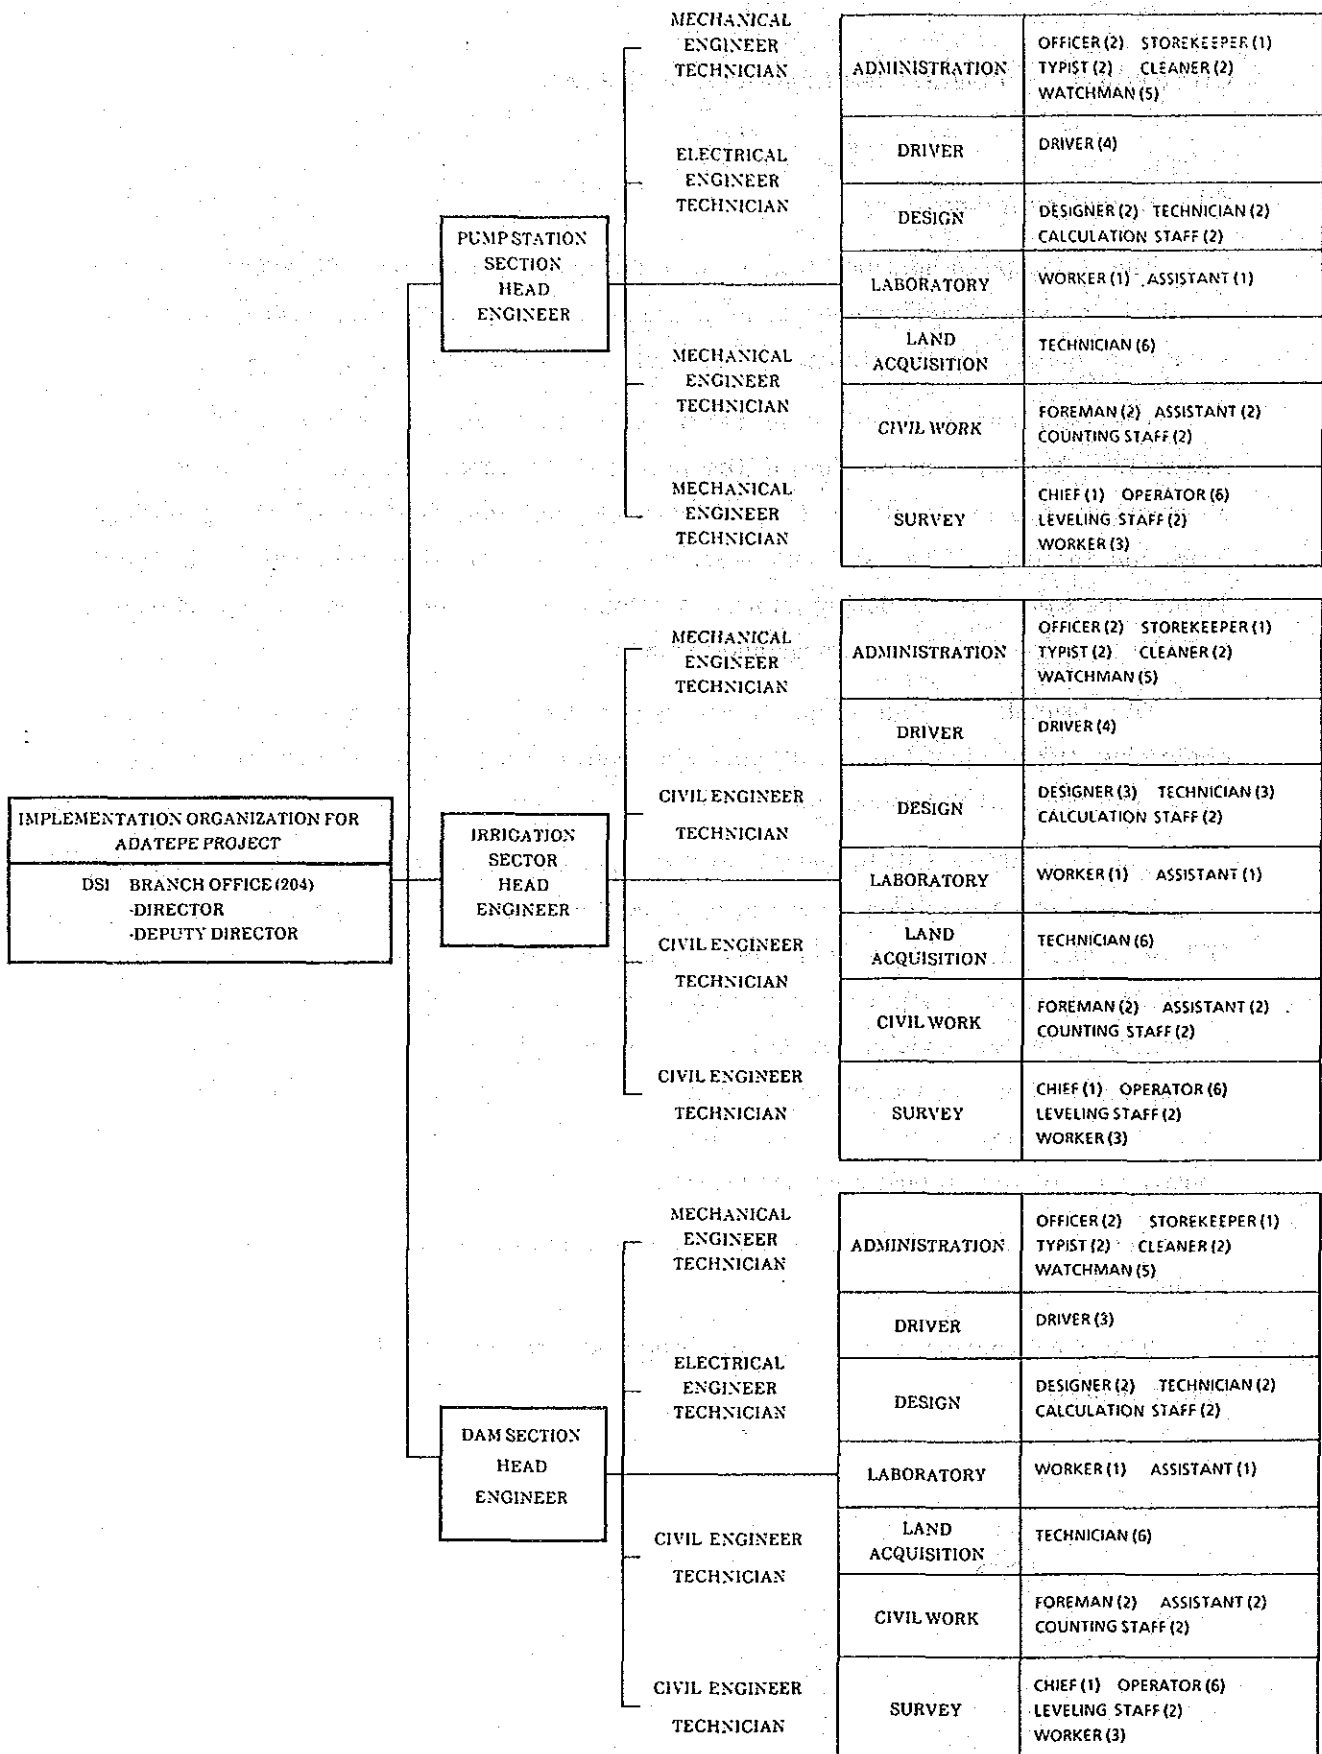 IMPLEMENTATION ORGANIZATION FOR
ADATEPE PROJECT
DSI BRANCH OFFICE (204)
-DIRECTOR
-DEPUTY DIRECTOR
PUMP STATION
SECTION
HEAD
ENGINEER
MECHANICAL
ENGINEER
TECHNICIAN
ELECTRICAL
ENGINEER
TECHNICIAN
MECHANICAL
ENGINEER
TECHNICIAN
MECHANICAL
ENGINEER
TECHNICIAN
ADMINISTRATION
OFFICER (2) STOREKEEPER (1)
TYPIST (2) CLEANER (2)
WATCHMAN (5)
DRIVER
DRIVER (4)
DESIGN
DESIGNER (2) TECHNICIAN (2)
CALCULATION STAFF (2)
LABORATORY
WORKER (1) ASSISTANT (1)
LAND
ACQUISITION
TECHNICIAN (6)
CIVIL WORK
FOREMAN (2) ASSISTANT (2)
COUNTING STAFF (2)
SURVEY
CHIEF (1) OPERATOR (6)
LEVELING STAFF (2)
WORKER (3)
IRRIGATION
SECTOR
HEAD
ENGINEER
MECHANICAL
ENGINEER
TECHNICIAN
CIVIL ENGINEER
TECHNICIAN
CIVIL ENGINEER
TECHNICIAN
CIVIL ENGINEER
TECHNICIAN
ADMINISTRATION
OFFICER (2) STOREKEEPER (1)
TYPIST (2) CLEANER (2)
WATCHMAN (5)
DRIVER
DRIVER (4)
DESIGN
DESIGNER (3) TECHNICIAN (3)
CALCULATION STAFF (2)
LABORATORY
WORKER (1) ASSISTANT (1)
LAND
ACQUISITION
TECHNICIAN (6)
CIVIL WORK
FOREMAN (2) ASSISTANT (2)
COUNTING STAFF (2)
SURVEY
CHIEF (1) OPERATOR (6)
LEVELING STAFF (2)
WORKER (3)
DAM SECTION
HEAD
ENGINEER
MECHANICAL
ENGINEER
TECHNICIAN
ELECTRICAL
ENGINEER
TECHNICIAN
CIVIL ENGINEER
TECHNICIAN
CIVIL ENGINEER
TECHNICIAN
ADMINISTRATION
OFFICER (2) STOREKEEPER (1)
TYPIST (2) CLEANER (2)
WATCHMAN (5)
DRIVER
DRIVER (3)
DESIGN
DESIGNER (2) TECHNICIAN (2)
CALCULATION STAFF (2)
LABORATORY
WORKER (1) ASSISTANT (1)
LAND
ACQUISITION
TECHNICIAN (6)
CIVIL WORK
FOREMAN (2) ASSISTANT (2)
COUNTING STAFF (2)
SURVEY
CHIEF (1) OPERATOR (6)
LEVELING STAFF (2)
WORKER (3)